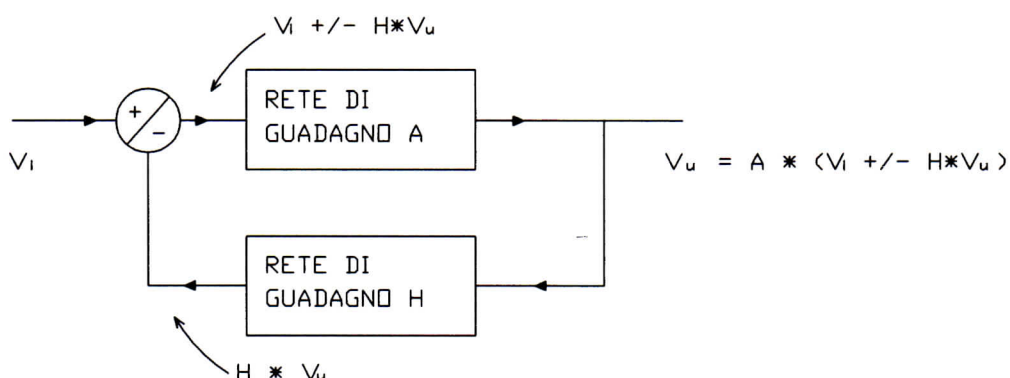 Vi +/- H*Vu
RETE DI
GUADAGNO A
+
-
Vi
Vu = A * (Vi +/- H*Vu)
RETE DI
GUADAGNO H
H * Vu